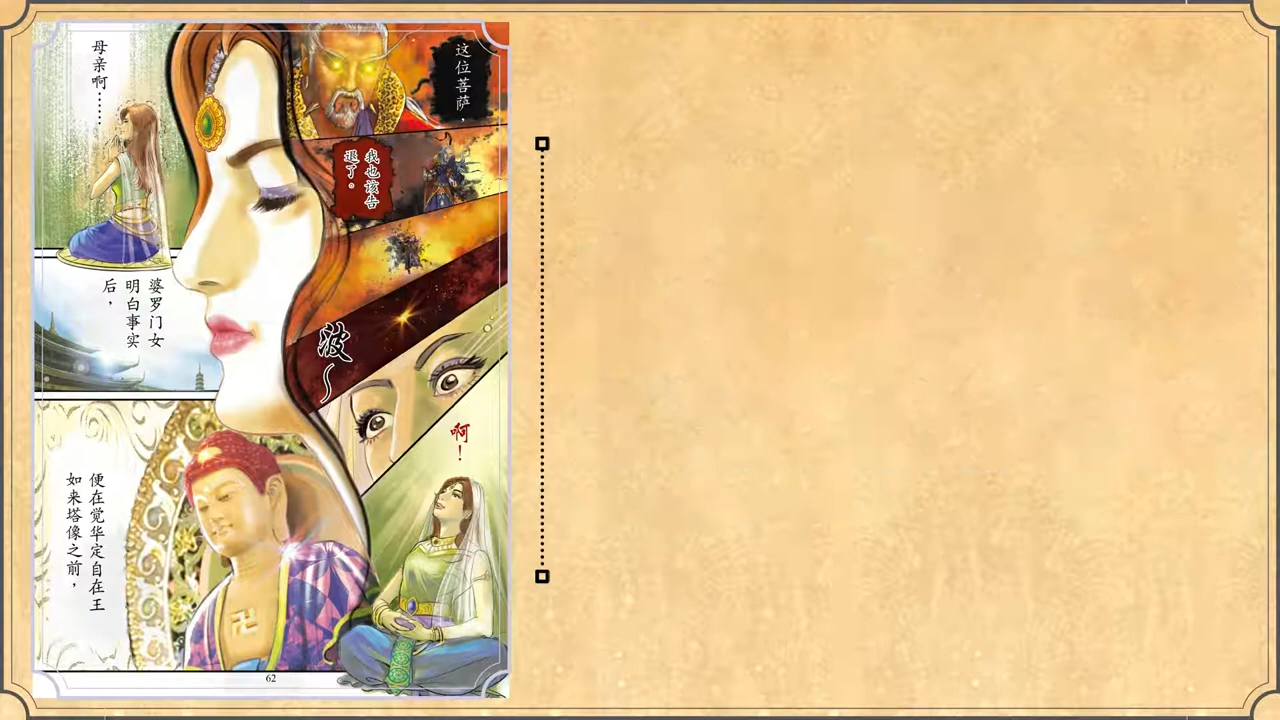 这位菩萨，
我也该告
退了。
波～
啊！
母亲啊……
婆罗门女
明白事实
后，
便在觉华定自在王
如来塔像之前，
卍
62